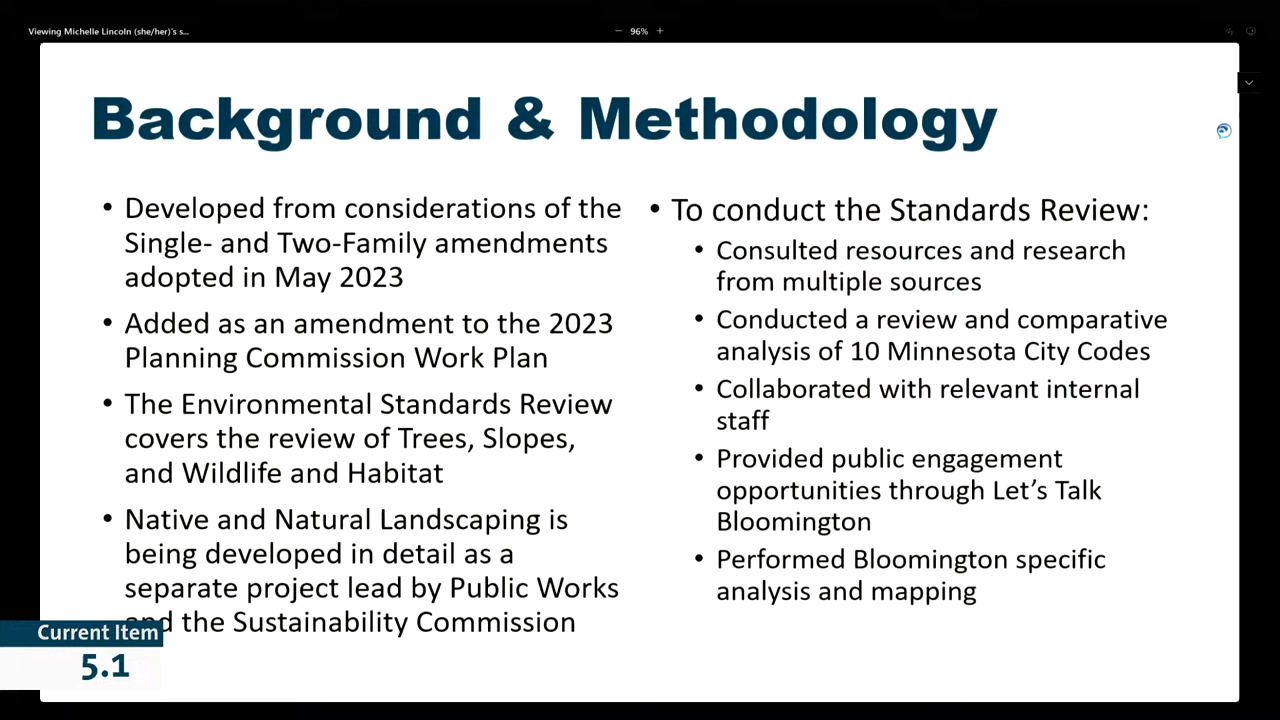 Viewing Michelle Lincoln (she/her)'s s...
− 96% +
Background & Methodology
• Developed from considerations of the
Single- and Two-Family amendments
adopted in May 2023
• Added as an amendment to the 2023
Planning Commission Work Plan
• The Environmental Standards Review
covers the review of Trees, Slopes,
and Wildlife and Habitat
• Native and Natural Landscaping is
being developed in detail as a
separate project lead by Public Works
and the Sustainability Commission
• To conduct the Standards Review:
• Consulted resources and research
from multiple sources
• Conducted a review and comparative
analysis of 10 Minnesota City Codes
• Collaborated with relevant internal
staff
• Provided public engagement
opportunities through Let's Talk
Bloomington
• Performed Bloomington specific
analysis and mapping
Current Item
5.1